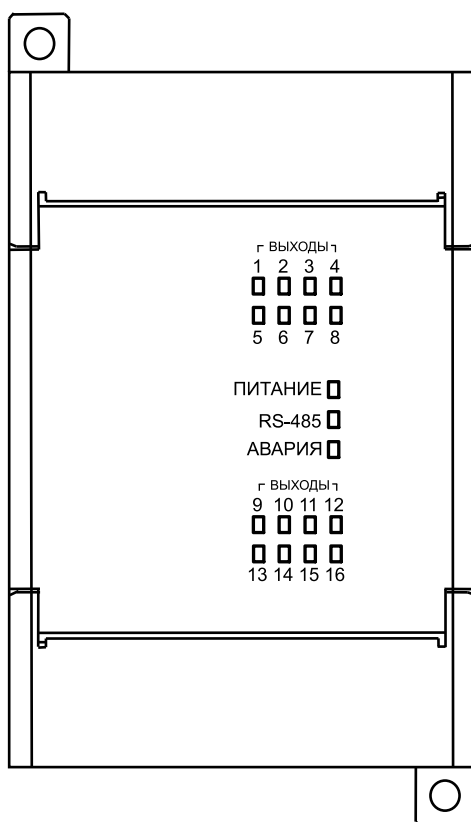 ВЫХОДЫ
1 2 3 4
5 6 7 8
ПИТАНИЕ
RS-485
АВАРИЯ
ВЫХОДЫ
9 10 11 12
13 14 15 16